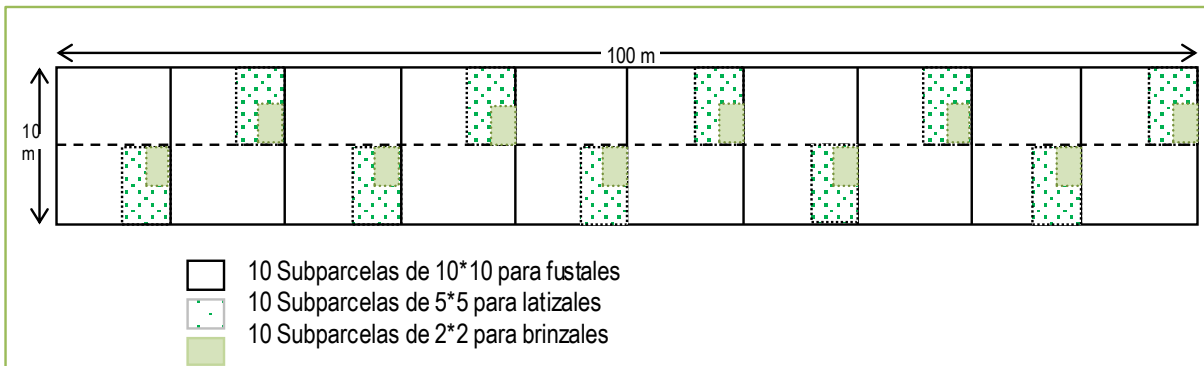 100 m
10
m
10 Subparcelas de 10*10 para fustales
10 Subparcelas de 5*5 para latizales
10 Subparcelas de 2*2 para brinzales